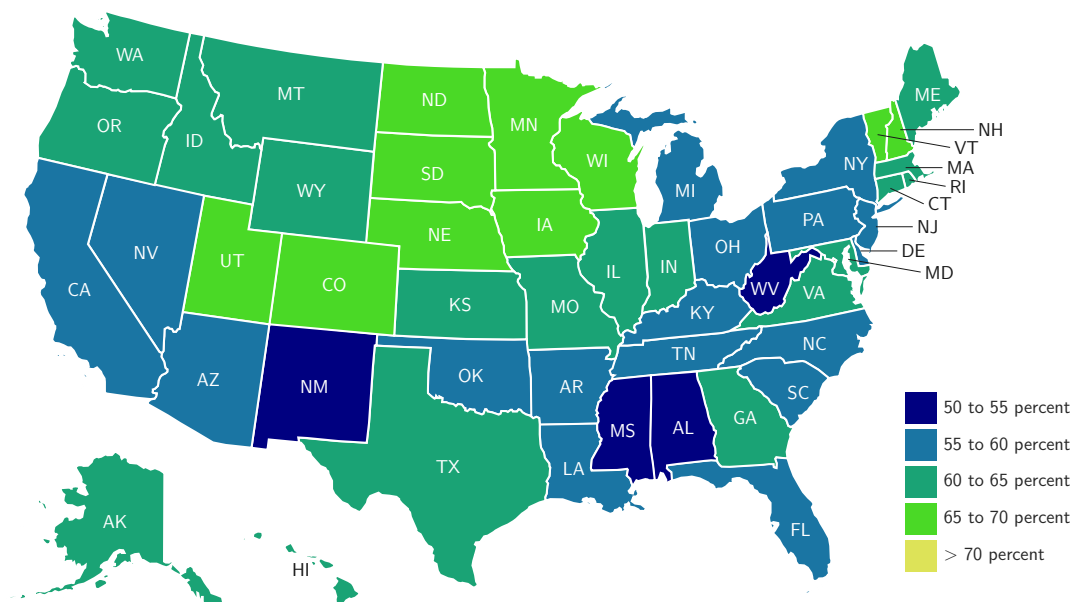 WA
MT
ND
MN
ME
OR
ID
SD
WI
NH
VT
NY
MA
WY
MI
RI
CT
NE
IA
PA
NJ
NV
UT
OH
DE
CO
IL
IN
MD
CA
KS
MO
WV
VA
KY
TN
NC
AZ
NM
OK
AR
SC
MS
AL
GA
TX
LA
AK
FL
HI
50 to 55 percent
55 to 60 percent
60 to 65 percent
65 to 70 percent
> 70 percent